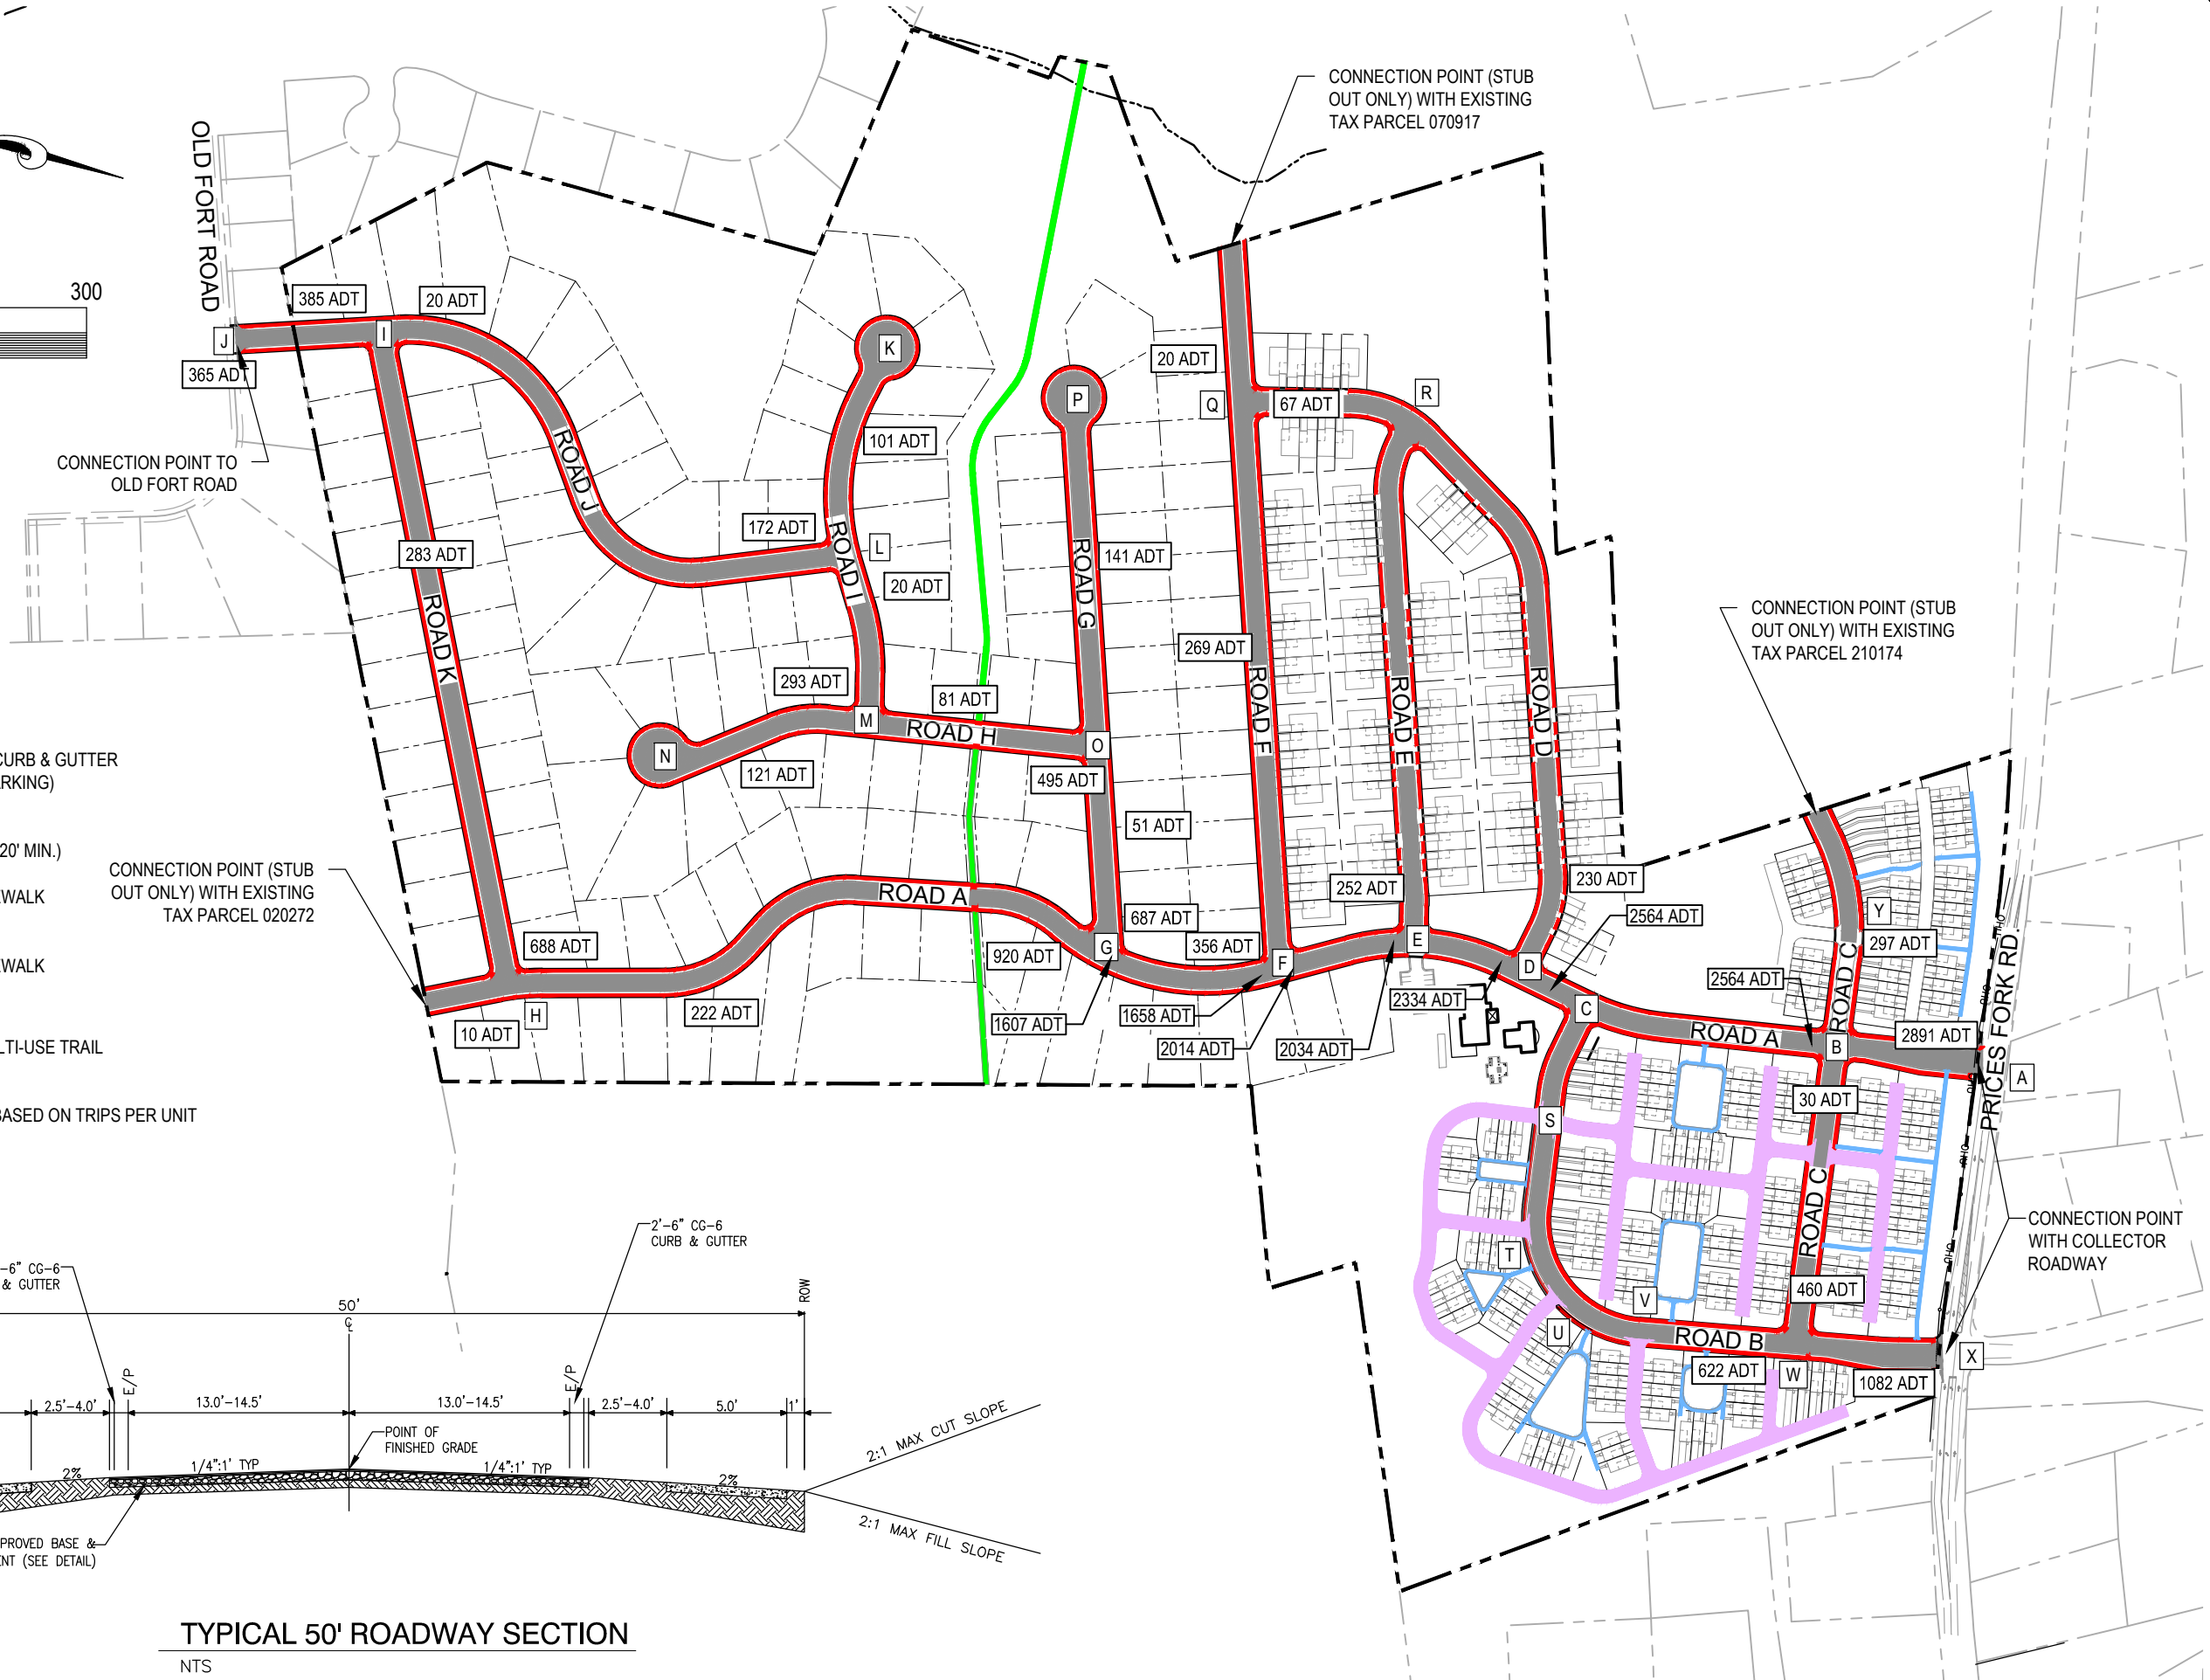 CONNECTION POINT (STUB
OUT ONLY) WITH EXISTING
TAX PARCEL 070917
OLD FORT ROAD
300
385 ADT
20 ADT
J
I
365 ADT
K
P
20 ADT
Q
67 ADT
R
101 ADT
CONNECTION POINT TO
OLD FORT ROAD
ROAD J
172 ADT
ROAD I
L
20 ADT
283 ADT
ROAD K
ROAD G
141 ADT
269 ADT
ROAD F
ROAD E
ROAD D
CONNECTION POINT (STUB
OUT ONLY) WITH EXISTING
TAX PARCEL 210174
293 ADT
81 ADT
M
ROAD H
O
N
121 ADT
495 ADT
51 ADT
CURB & GUTTER
20' MIN.)
CONNECTION POINT (STUB
OUT ONLY) WITH EXISTING
TAX PARCEL 020272
ROAD A
252 ADT
230 ADT
2564 ADT
687 ADT
688 ADT
920 ADT
G
356 ADT
F
E
D
Y
297 ADT
ROAD C
2564 ADT
2334 ADT
C
ROAD A
B
2891 ADT
PRICES FORK RD.
OHU
OHU
OHU
OHU
A
10 ADT
H
222 ADT
1607 ADT
1658 ADT
2014 ADT
2034 ADT
TRAIL
BASED ON TRIPS PER UNIT
30 ADT
S
ROAD C
T
CONNECTION POINT
WITH COLLECTOR
ROADWAY
460 ADT
V
U
ROAD B
622 ADT
W
X
1082 ADT
-6" CG-6
& GUTTER
2'-6" CG-6
CURB & GUTTER
50'
ROW
E/P
E/P
2.5'-4.0'
13.0'-14.5'
13.0'-14.5'
2.5'-4.0'
5.0'
1'
POINT OF
FINISHED GRADE
2%
1/4":1' TYP
1/4":1' TYP
2%
2:1 MAX CUT SLOPE
2:1 MAX FILL SLOPE
BASE &
(SEE DETAIL)
TYPICAL 50' ROADWAY SECTION
NTS